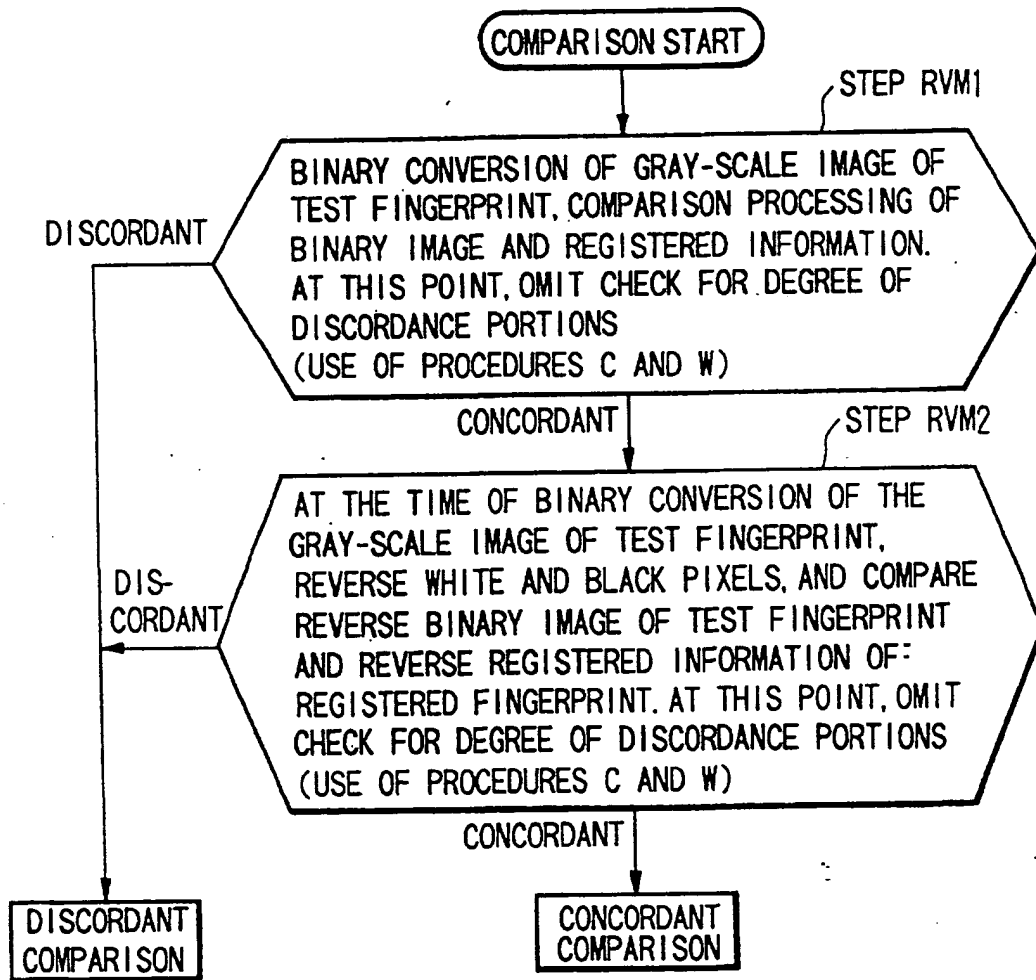 COMPARISON START
STEP RVM1
BINARY CONVERSION OF GRAY-SCALE IMAGE OF
TEST FINGERPRINT, COMPARISON PROCESSING OF
BINARY IMAGE AND REGISTERED INFORMATION.
AT THIS POINT, OMIT CHECK FOR DEGREE OF
DISCORDANCE PORTIONS
(USE OF PROCEDURES C AND W)
DISCORDANT
CONCORDANT
STEP RVM2
AT THE TIME OF BINARY CONVERSION OF THE
GRAY-SCALE IMAGE OF TEST FINGERPRINT,
REVERSE WHITE AND BLACK PIXELS, AND COMPARE
REVERSE BINARY IMAGE OF TEST FINGERPRINT
AND REVERSE REGISTERED INFORMATION OF
REGISTERED FINGERPRINT. AT THIS POINT, OMIT
CHECK FOR DEGREE OF DISCORDANCE PORTIONS
(USE OF PROCEDURES C AND W)
DIS-
CORDANT
CONCORDANT
DISCORDANT
COMPARISON
CONCORDANT
COMPARISON